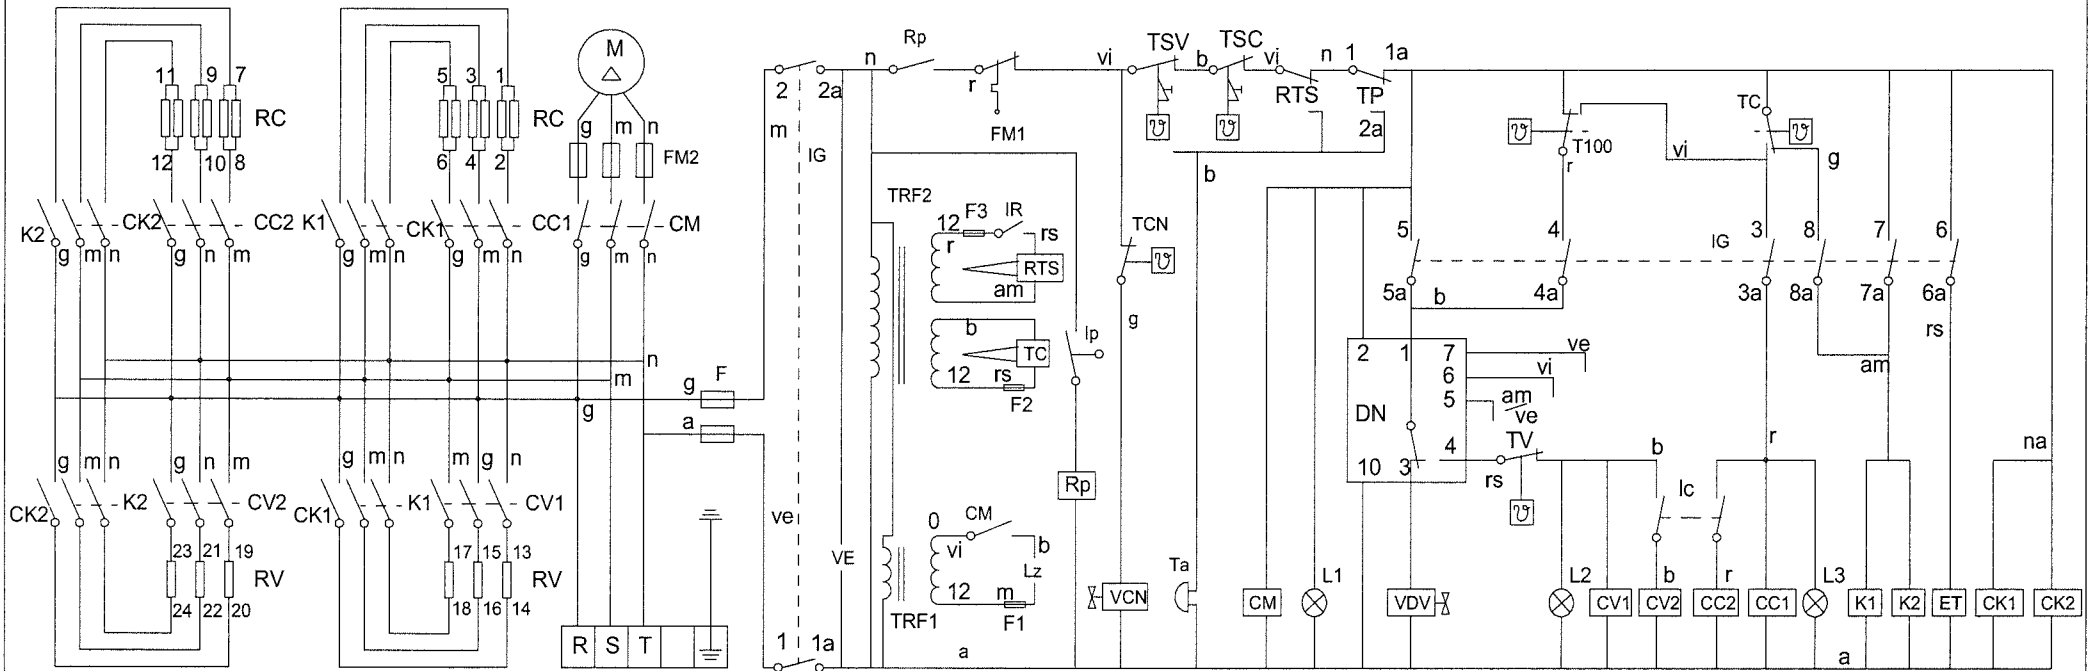 M
11 9 7 5 3 1
RC RC
12 10 8 6 4 2
g m n
FM2
K2 CK2 CC2 K1 CK1 CC1 CM
g m n g n m g m n g m n g m n
n
m
g
g F
a
g m n g n m g m n m g n
CK2 K2 CV2 CK1 K1 CV1
23 21 19 17 15 13
RV RV
24 22 20 18 16 14
R S T
2 2a
m IG
ve
VE
1 1a
n Rp r FM1 vi TSV b TSC vi RTS n 1 TP 1a
2a
b
ϑ ϑ
TRF2
12 F3 IR rs
r RTS
am
b TC
12 rs F2
Ip
Rp
TCN ϑ
g
0 CM
vi b
Lz
12 m F1
TRF1
a
VCN
Ta
ϑ T100
r
vi
TC ϑ
g
5 4 IG 3 8 7 6
5a b 4a 3a 8a 7a 6a
rs
am
2 1 7 ve
6 vi
5 am
ve
DN
10 3 4
rs TV ϑ
b Ic r na
b r
CM L1 VDV L2 CV1 CV2 CC2 CC1 L3 K1 K2 ET CK1 CK2
a